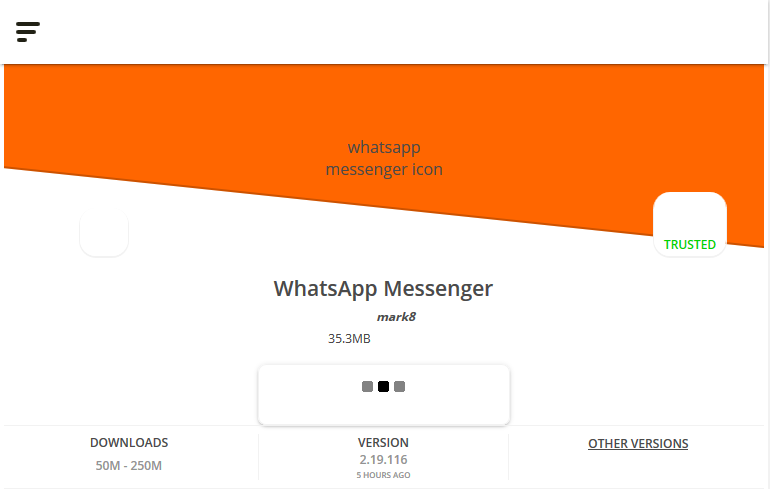 whatsapp
messenger icon
TRUSTED
WhatsApp Messenger
mark8
35.3MB
DOWNLOADS
50M - 250M
VERSION
2.19.116
5 HOURS AGO
OTHER VERSIONS